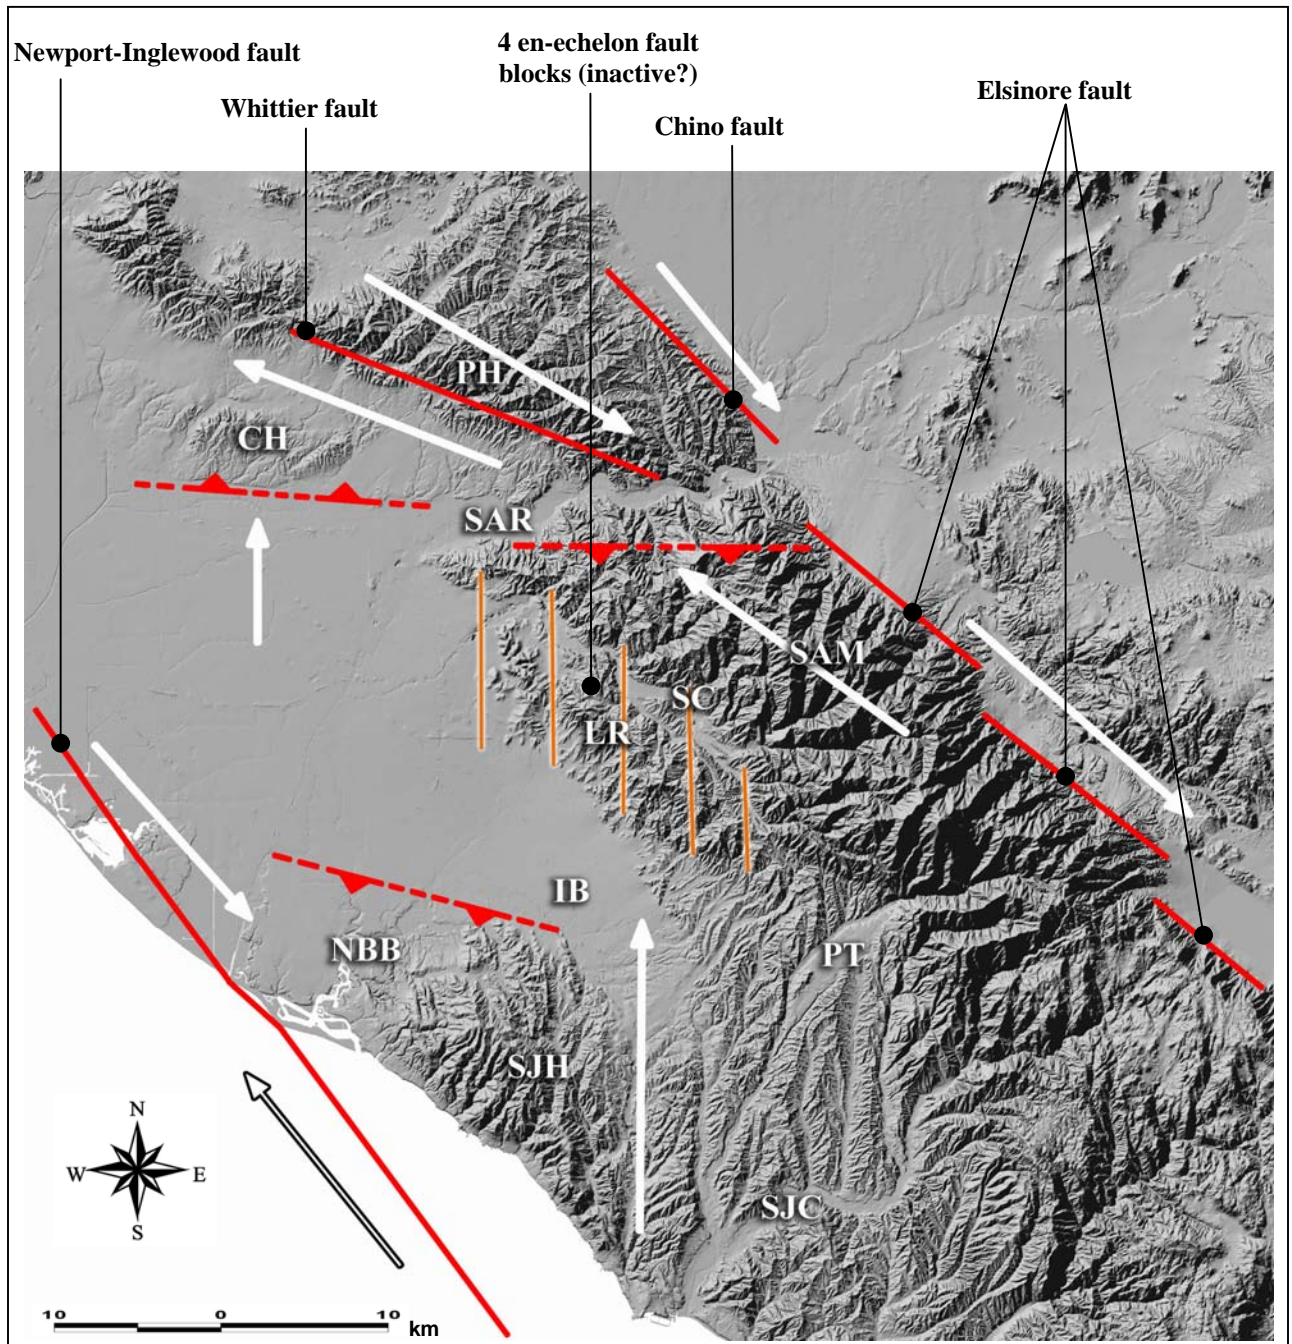 Newport-Inglewood fault
Whittier fault
4 en-echelon fault
blocks (inactive?)
Chino fault
Elsinore fault
PH
CH
SAR
SAM
SC
LR
IB
NBB
PT
SJH
SJC
N
W E
S
10 0 10
km